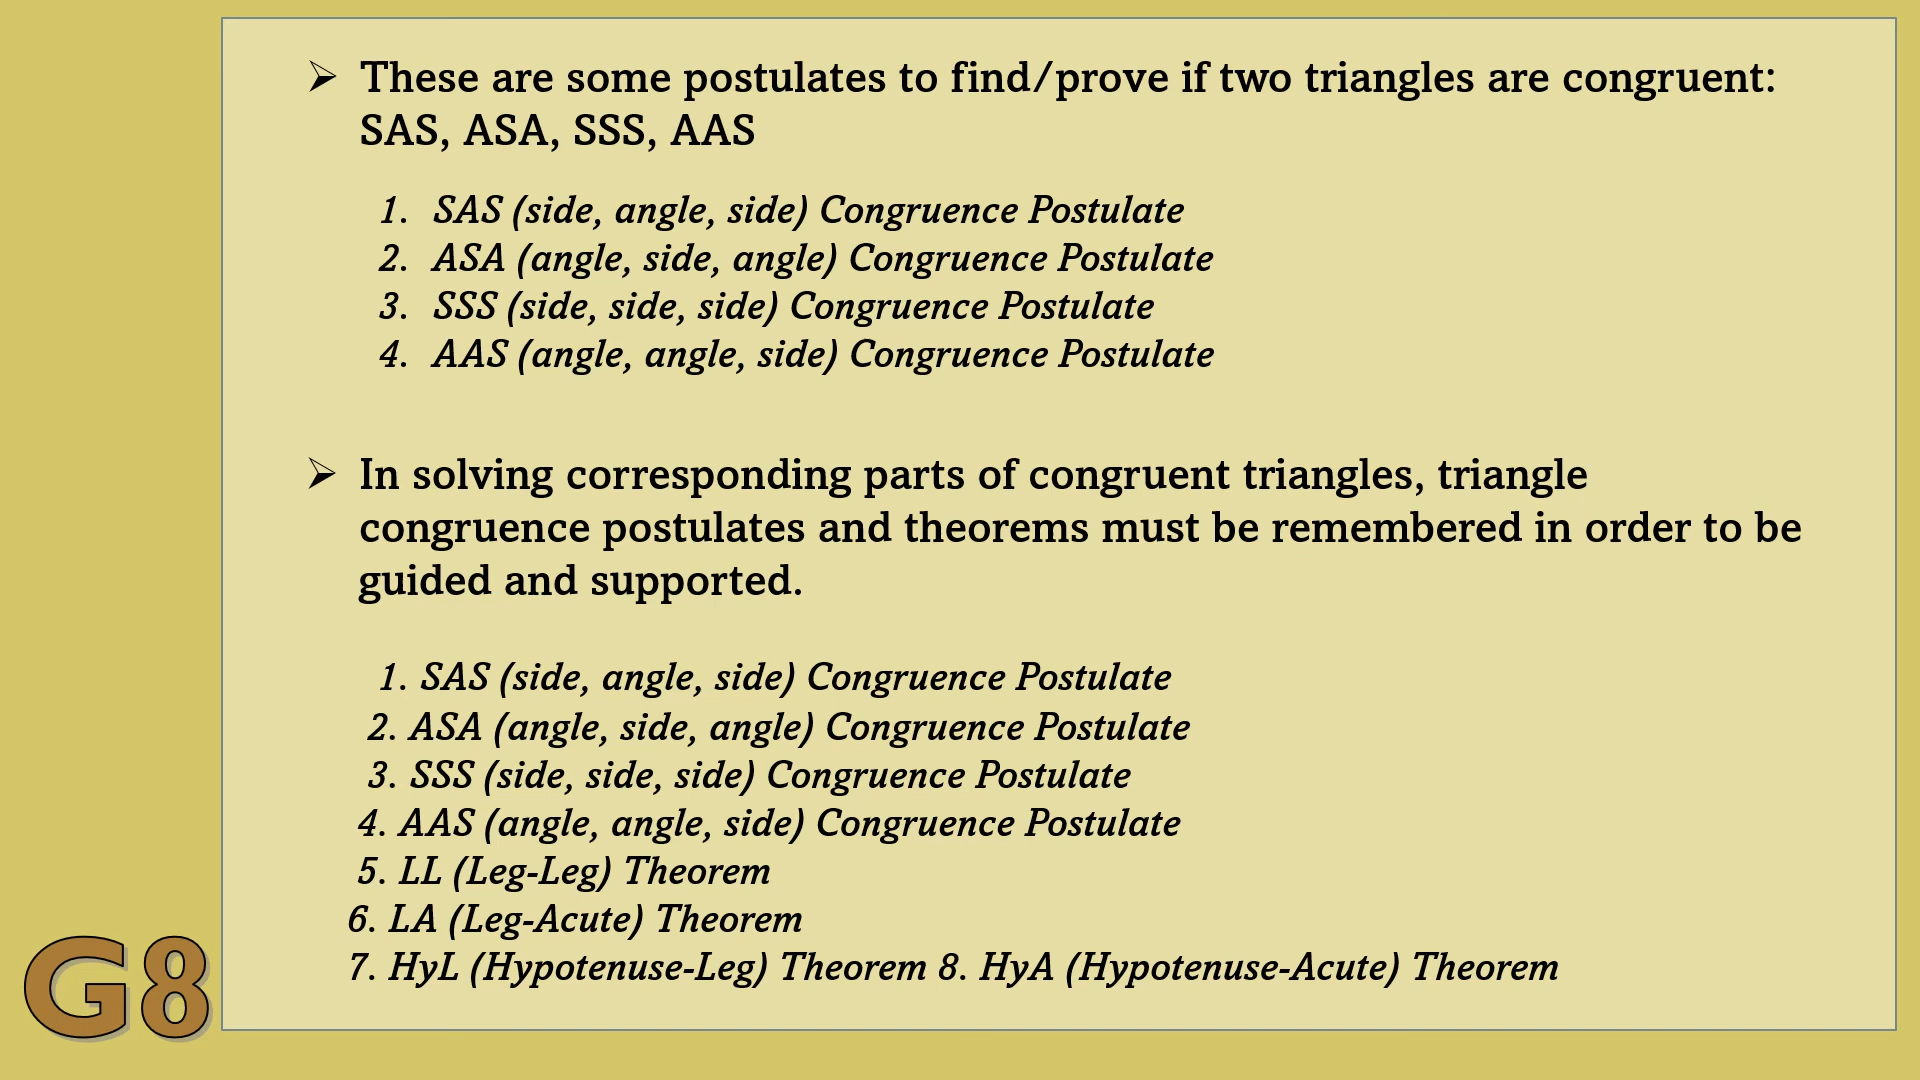 ➢ These are some postulates to find/prove if two triangles are congruent:
SAS, ASA, SSS, AAS
1. SAS (side, angle, side) Congruence Postulate
2. ASA (angle, side, angle) Congruence Postulate
3. SSS (side, side, side) Congruence Postulate
4. AAS (angle, angle, side) Congruence Postulate
➢ In solving corresponding parts of congruent triangles, triangle
congruence postulates and theorems must be remembered in order to be
guided and supported.
1. SAS (side, angle, side) Congruence Postulate
2. ASA (angle, side, angle) Congruence Postulate
3. SSS (side, side, side) Congruence Postulate
4. AAS (angle, angle, side) Congruence Postulate
5. LL (Leg-Leg) Theorem
6. LA (Leg-Acute) Theorem
7. HyL (Hypotenuse-Leg) Theorem 8. HyA (Hypotenuse-Acute) Theorem
G8